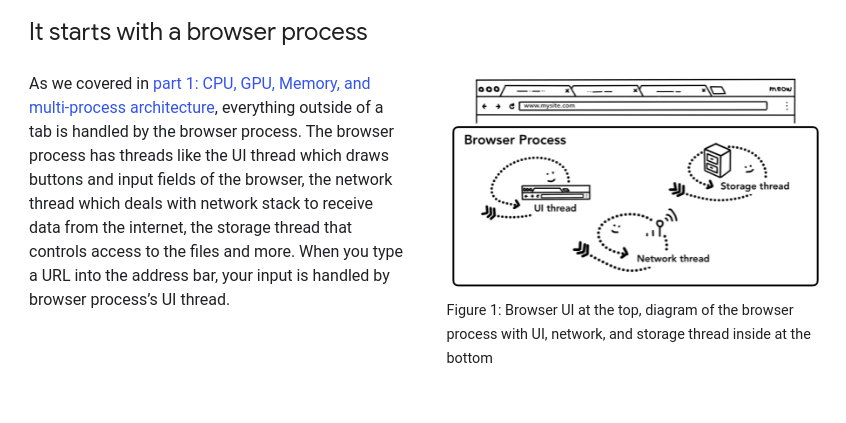 It starts with a browser process
As we covered in part 1: CPU, GPU, Memory, and
multi-process architecture, everything outside of a
tab is handled by the browser process. The browser
process has threads like the UI thread which draws
buttons and input fields of the browser, the network
thread which deals with network stack to receive
data from the internet, the storage thread that
controls access to the files and more. When you type
a URL into the address bar, your input is handled by
browser process’s UI thread.
meow
www.mysite.com
Browser Process
Storage thread
UI thread
Network thread
Figure 1: Browser UI at the top, diagram of the browser
process with UI, network, and storage thread inside at the
bottom